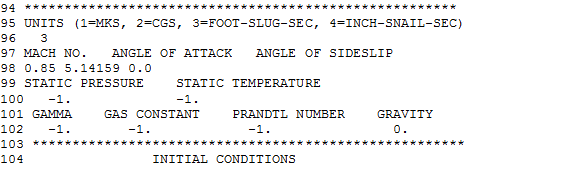 94 ******************************************************
95 UNITS (1=MKS, 2=CGS, 3=FOOT-SLUG-SEC, 4=INCH-SNAIL-SEC)
96   3
97 MACH NO.   ANGLE OF ATTACK   ANGLE OF SIDESLIP
98 0.85 5.14159 0.0
99 STATIC PRESSURE    STATIC TEMPERATURE
100   -1.             -1.
101 GAMMA    GAS CONSTANT    PRANDTL NUMBER    GRAVITY
102   -1.       -1.            -1.               0.
103 ******************************************************
104                INITIAL CONDITIONS